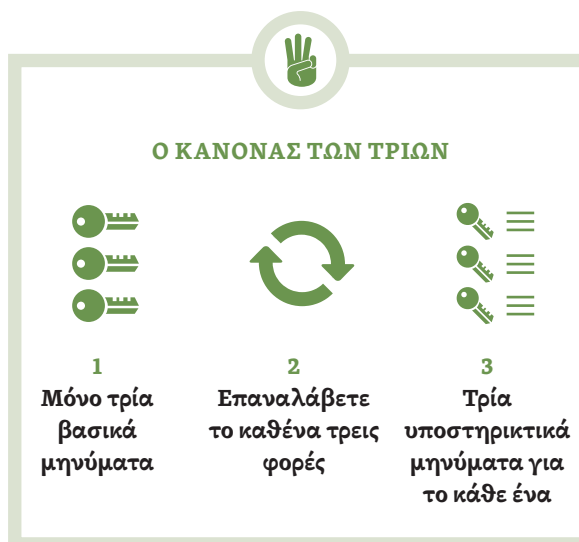 Ο ΚΑΝΟΝΑΣ ΤΩΝ ΤΡΙΩΝ
1
Μόνο τρία
βασικά
μηνύματα
2
Επαναλάβετε
το καθένα τρεις
φορές
3
Τρία
υποστηρικτικά
μηνύματα για
το κάθε ένα